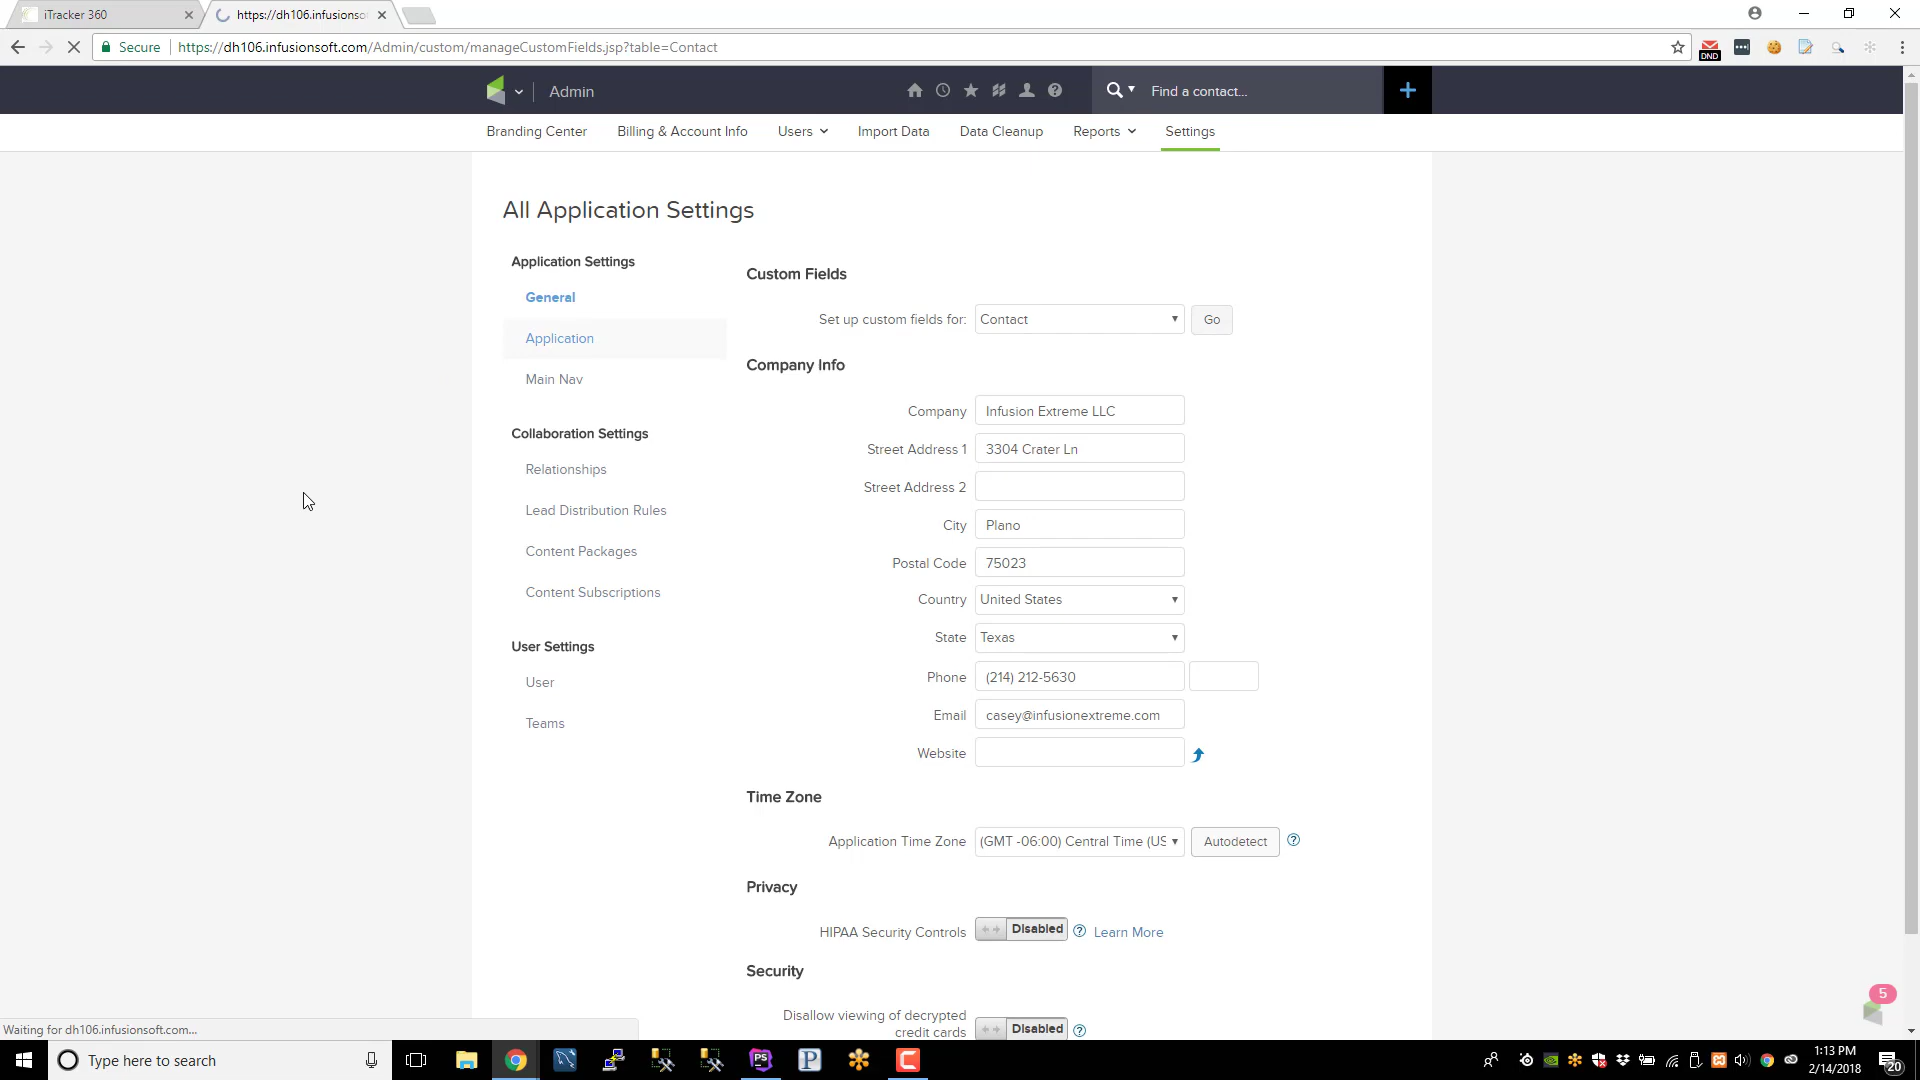 iTracker 360
https://dh106.infusionso
Secure
https://dh106.infusionsoft.com/Admin/custom/manageCustomFields.jsp?table=Contact
DND
Admin
Find a contact...
Branding Center
Billing & Account Info
Users
Import Data
Data Cleanup
Reports
Settings
All Application Settings
Application Settings
General
Application
Main Nav
Collaboration Settings
Relationships
Lead Distribution Rules
Content Packages
Content Subscriptions
User Settings
User
Teams
Custom Fields
Set up custom fields for: Contact Go
Company Info
Company Infusion Extreme LLC
Street Address 1 3304 Crater Ln
Street Address 2
City Plano
Postal Code 75023
Country United States
State Texas
Phone (214) 212-5630
Email casey@infusionextreme.com
Website
Time Zone
Application Time Zone (GMT -06:00) Central Time (US Autodetect
Privacy
HIPAA Security Controls Disabled Learn More
Security
Disallow viewing of decrypted
credit cards Disabled
5
Waiting for dh106.infusionsoft.com...
Type here to search
PS
P
1:13 PM
2/14/2018
20